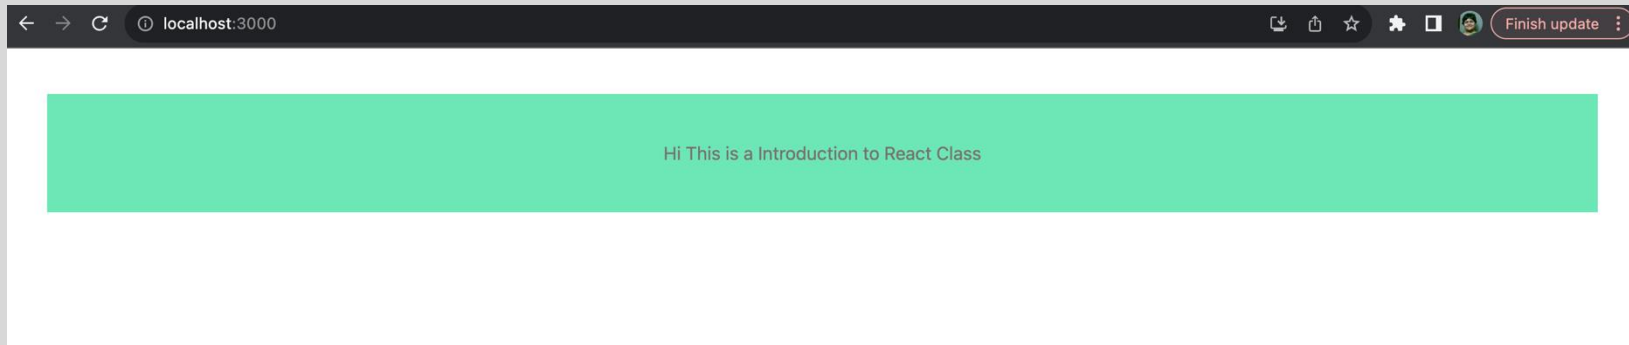 localhost:3000
Finish update
Hi This is a Introduction to React Class